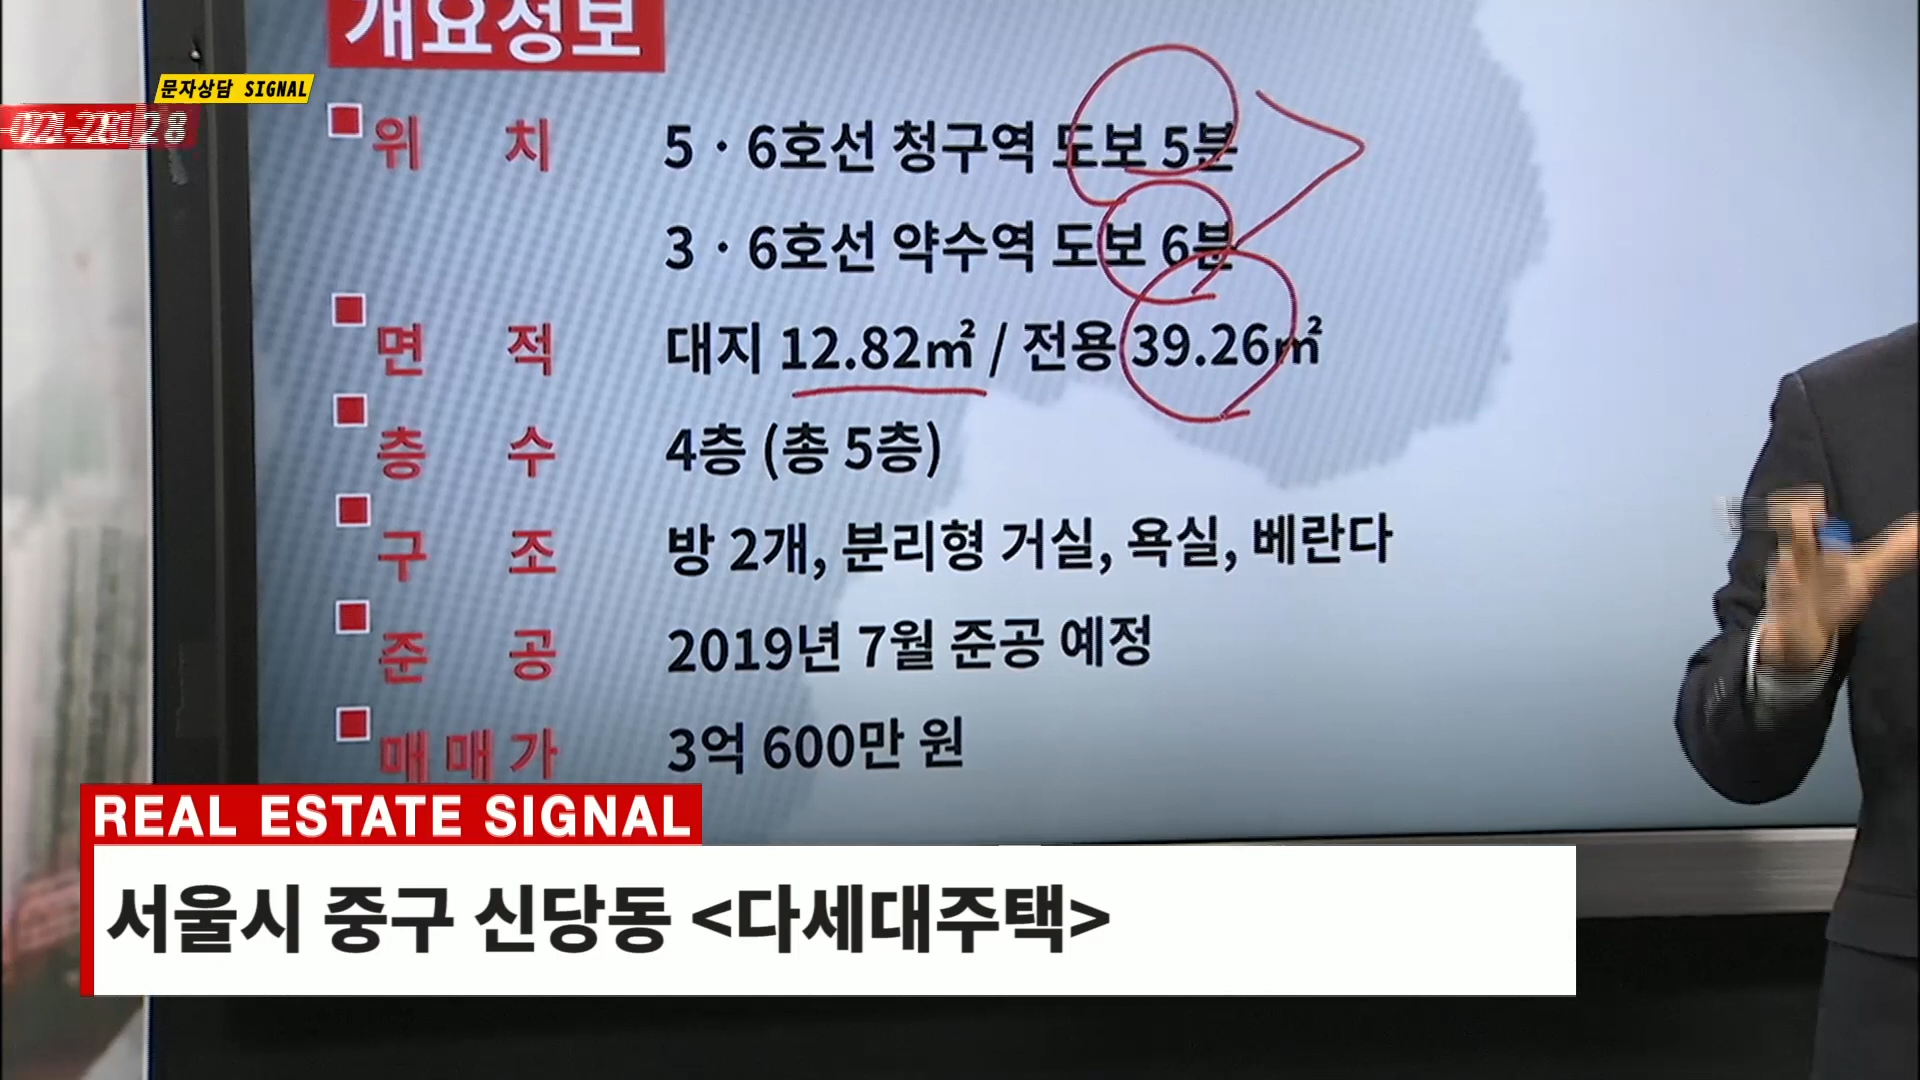 개요정보
문자상담 SIGNAL
위 치 5 · 6호선 청구역 도보 5분
3 · 6호선 약수역 도보 6분
면 적 대지 12.82㎡ / 전용 39.26㎡
층 수 4층 (총 5층)
구 조 방 2개, 분리형 거실, 욕실, 베란다
준 공 2019년 7월 준공 예정
매매가 3억 600만 원
REAL ESTATE SIGNAL
서울시 중구 신당동 <다세대주택>